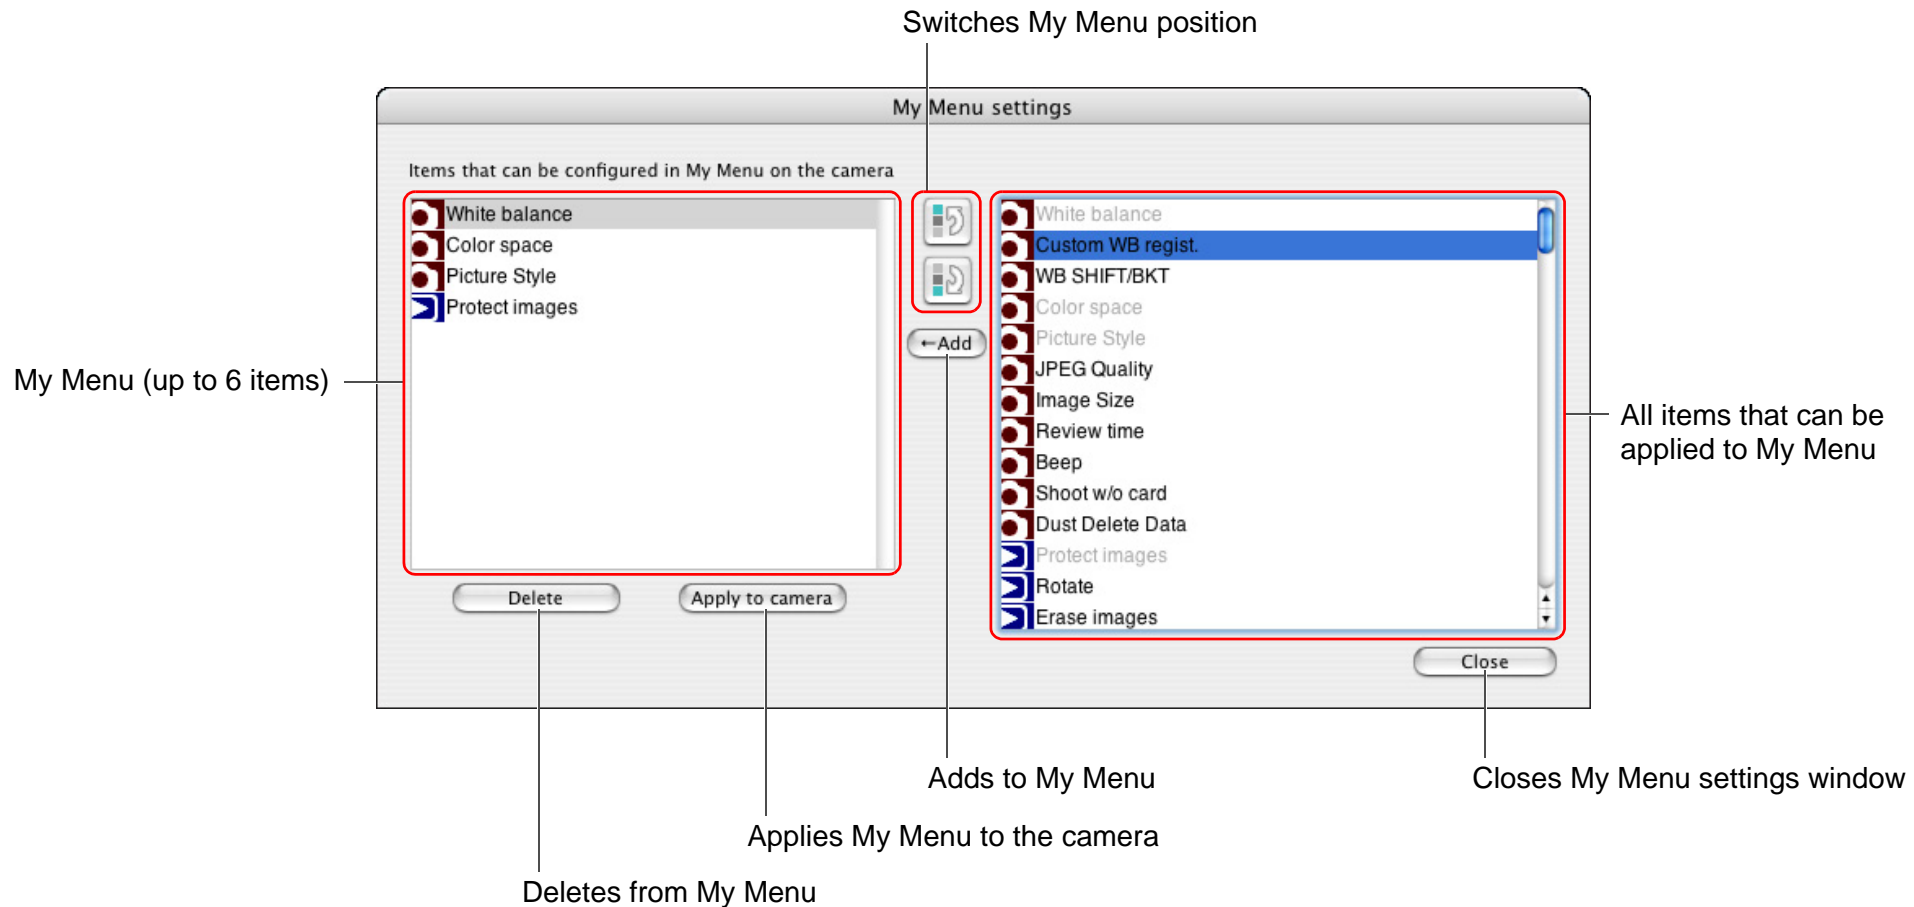 Switches My Menu position
My Menu settings
Items that can be configured in My Menu on the camera
White balance
Color space
Picture Style
Protect images
←Add
White balance
Custom WB regist.
WB SHIFT/BKT
Color space
Picture Style
JPEG Quality
Image Size
Review time
Beep
Shoot w/o card
Dust Delete Data
Protect images
Rotate
Erase images
My Menu (up to 6 items)
All items that can be
applied to My Menu
Delete
Apply to camera
Close
Adds to My Menu
Closes My Menu settings window
Applies My Menu to the camera
Deletes from My Menu